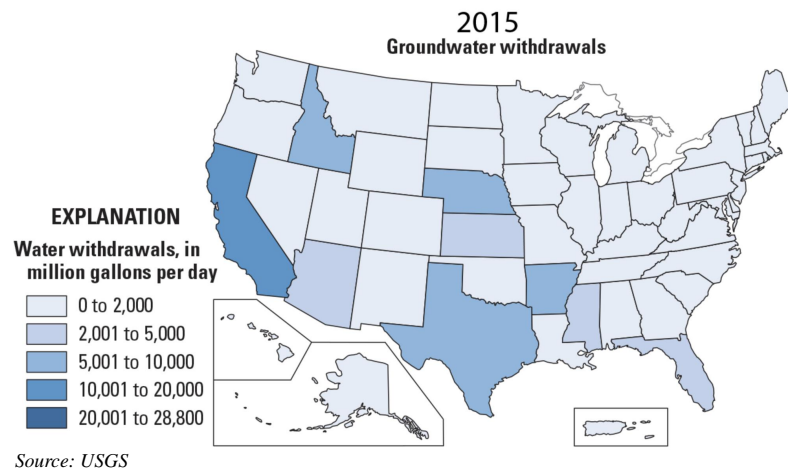 2015
Groundwater withdrawals
EXPLANATION
Water withdrawals, in
million gallons per day
0 to 2,000
2,001 to 5,000
5,001 to 10,000
10,001 to 20,000
20,001 to 28,800
Source: USGS